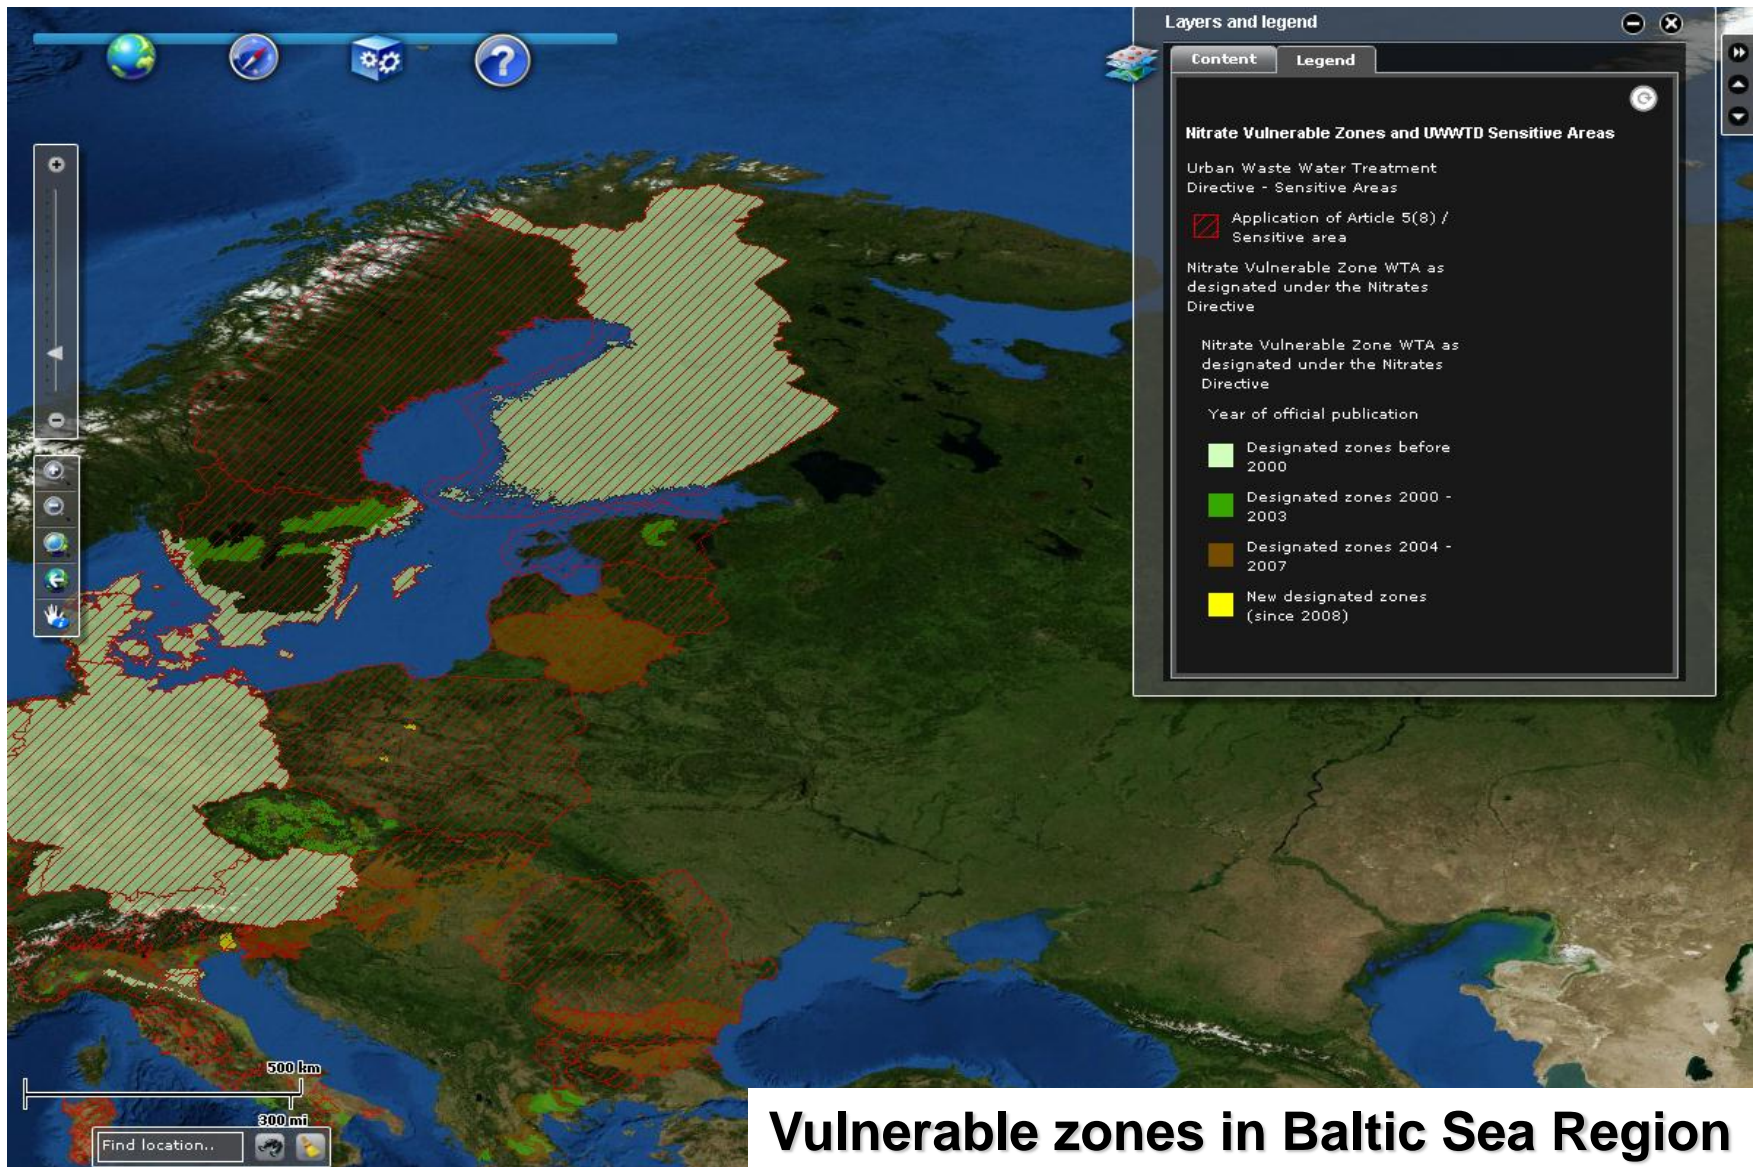 Layers and legend
Content
Legend
Nitrate Vulnerable Zones and UWWTD Sensitive Areas
Urban Waste Water Treatment
Directive - Sensitive Areas
Application of Article 5(8) /
Sensitive area
Nitrate Vulnerable Zone WTA as
designated under the Nitrates
Directive
Nitrate Vulnerable Zone WTA as
designated under the Nitrates
Directive
Year of official publication
Designated zones before
2000
Designated zones 2000 -
2003
Designated zones 2004 -
2007
New designated zones
(since 2008)
500 km
300 mi
Find location..
Vulnerable zones in Baltic Sea Region